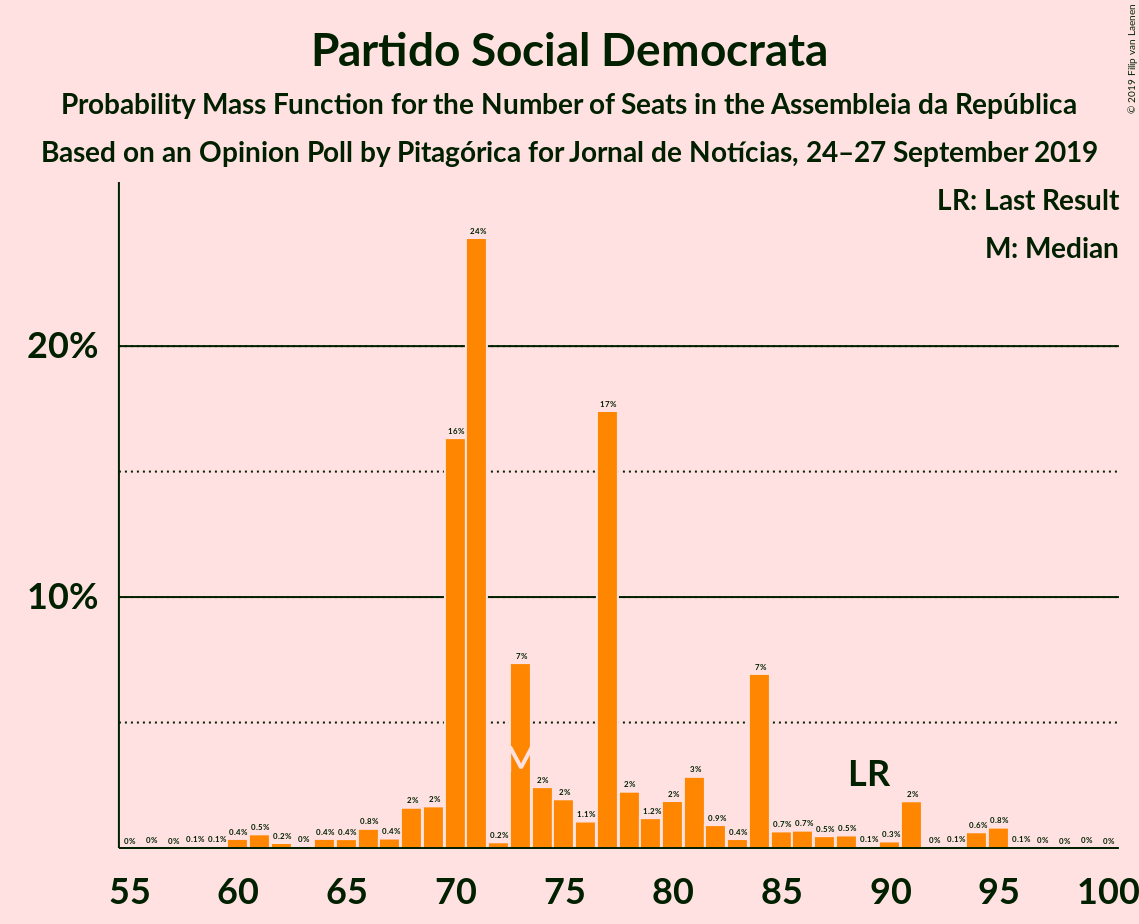 Partido Social Democrata
Probability Mass Function for the Number of Seats in the Assembleia da República
Based on an Opinion Poll by Pitagórica for Jornal de Notícias, 24–27 September 2019
© 2019 Filip van Laenen
LR: Last Result
M: Median
20%
10%
0% 0% 0% 0.1% 0.1% 0.4% 0.5% 0.2% 0% 0.4% 0.4% 0.8% 0.4% 2% 2% 16% 24% 0.2% 7% 2% 2% 1.1% 17% 2% 1.2% 2% 3% 0.9% 0.4% 7% 0.7% 0.7% 0.5% 0.5% 0.1% 0.3% 2% 0% 0.1% 0.6% 0.8% 0.1% 0% 0% 0% 0%
LR
55 60 65 70 75 80 85 90 95 100